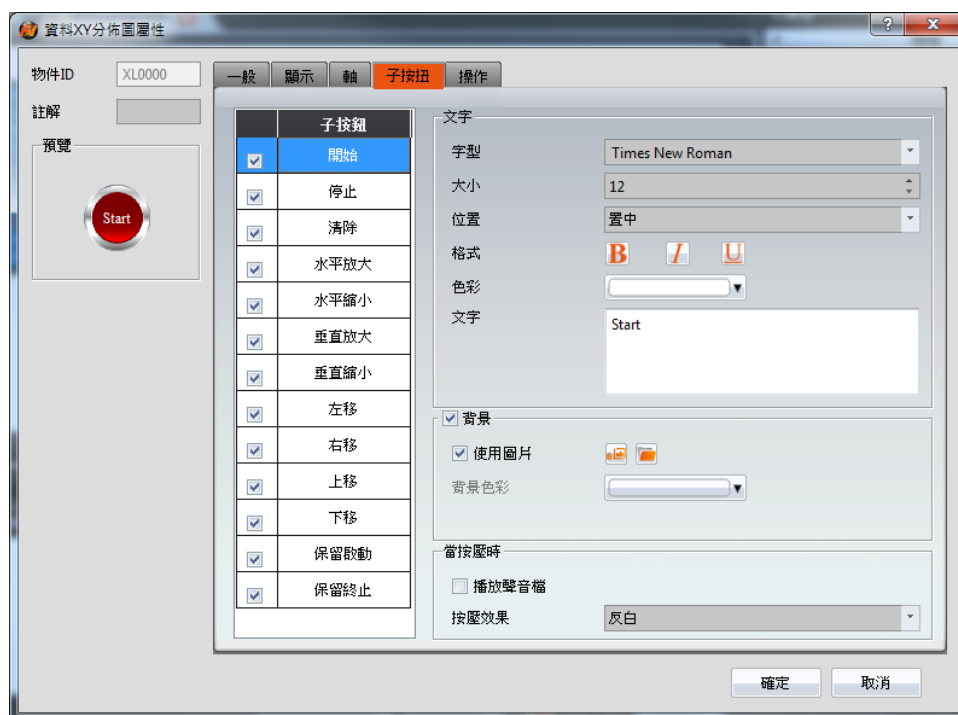 資料XY分佈圖屬性
物件ID
XL0000
註解
預覽
Start
一般
顯示
軸
子按扭
操作
子按鈕
開始
停止
清除
水平放大
水平縮小
垂直放大
垂直縮小
左移
右移
上移
下移
保留啟動
保留終止
文字
字型
Times New Roman
大小
12
位置
置中
格式
B
I
U
色彩
文字
Start
背景
使用圖片
背景色彩
當按壓時
播放聲音檔
按壓效果
反白
確定
取消